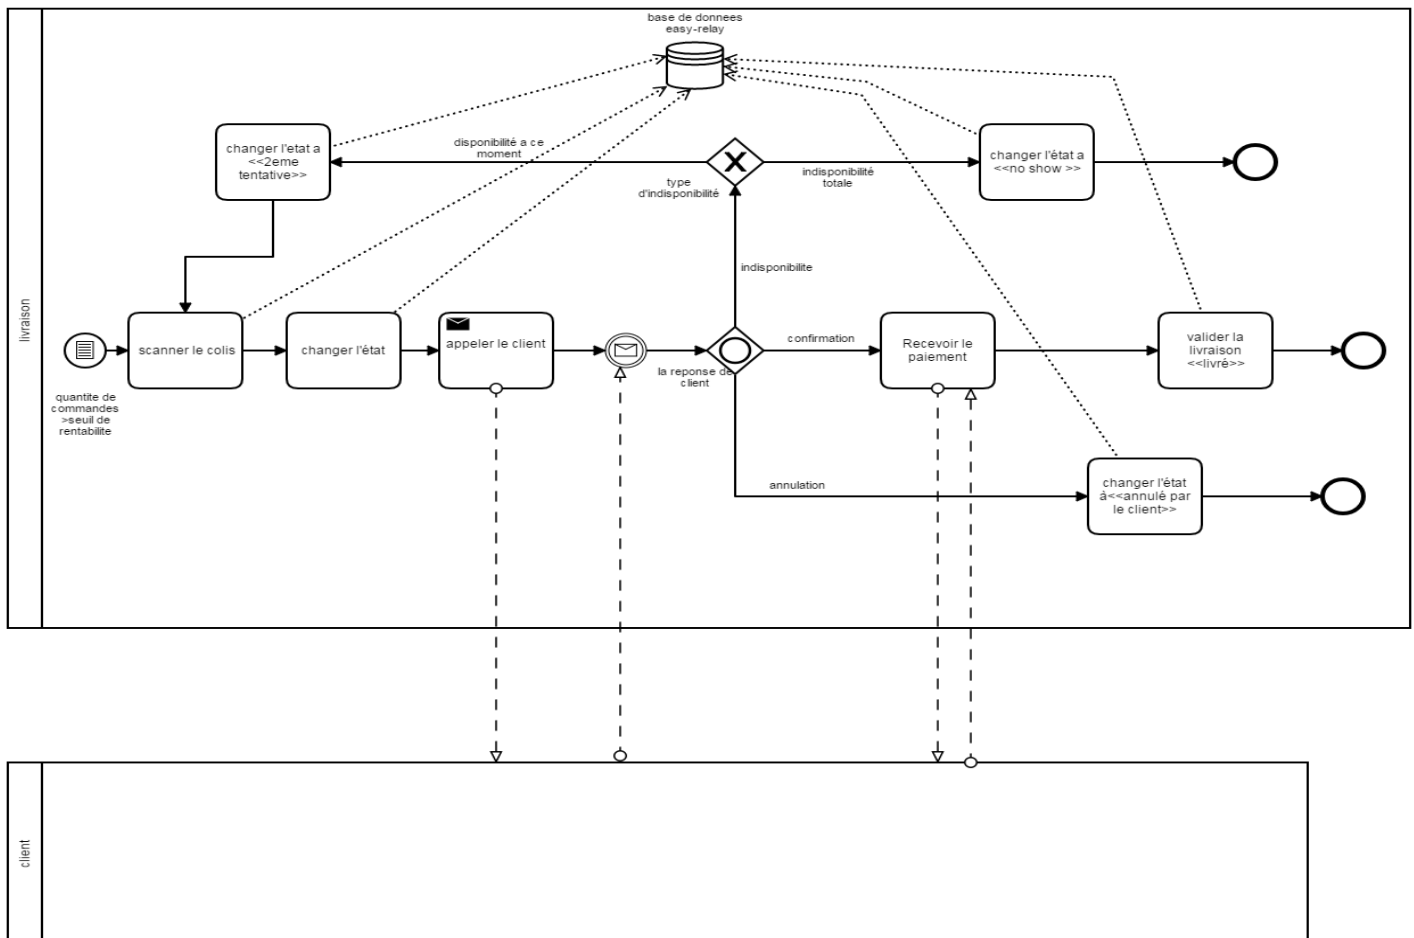 base de donnees
easy-relay
changer l'etat a
<<2eme
tentative>>
disponibilité a ce
moment
type
d'indisponibilité
indisponibilité
totale
changer l'état a
<<no show >>
indisponibilite
livraison
scanner le colis
changer l'état
appeler le client
la reponse de
client
confirmation
Recevoir le
paiement
valider la
livraison
<<livré>>
quantite de
commandes
>seuil de
rentabilite
annulation
changer l'état
à<<annulé par
le client>>
client